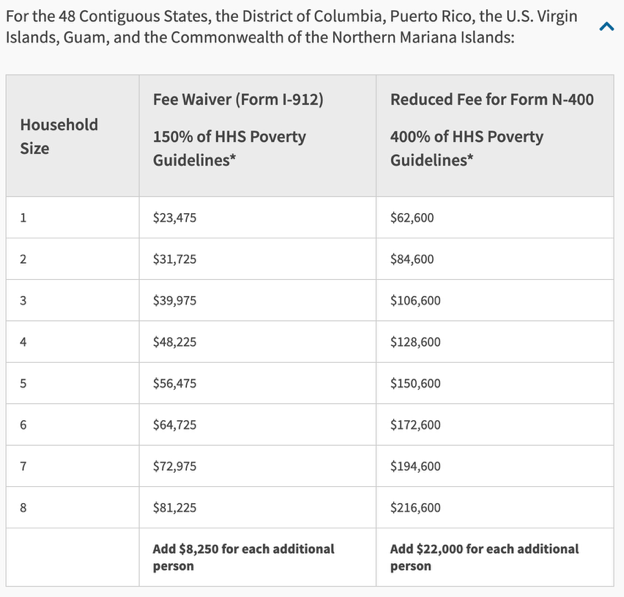 For the 48 Contiguous States, the District of Columbia, Puerto Rico, the U.S. Virgin
Islands, Guam, and the Commonwealth of the Northern Mariana Islands:
Household
Size
Fee Waiver (Form I-912)
150% of HHS Poverty
Guidelines*
Reduced Fee for Form N-400
400% of HHS Poverty
Guidelines*
1 $23,475 $62,600
2 $31,725 $84,600
3 $39,975 $106,600
4 $48,225 $128,600
5 $56,475 $150,600
6 $64,725 $172,600
7 $72,975 $194,600
8 $81,225 $216,600
Add $8,250 for each additional
person
Add $22,000 for each additional
person